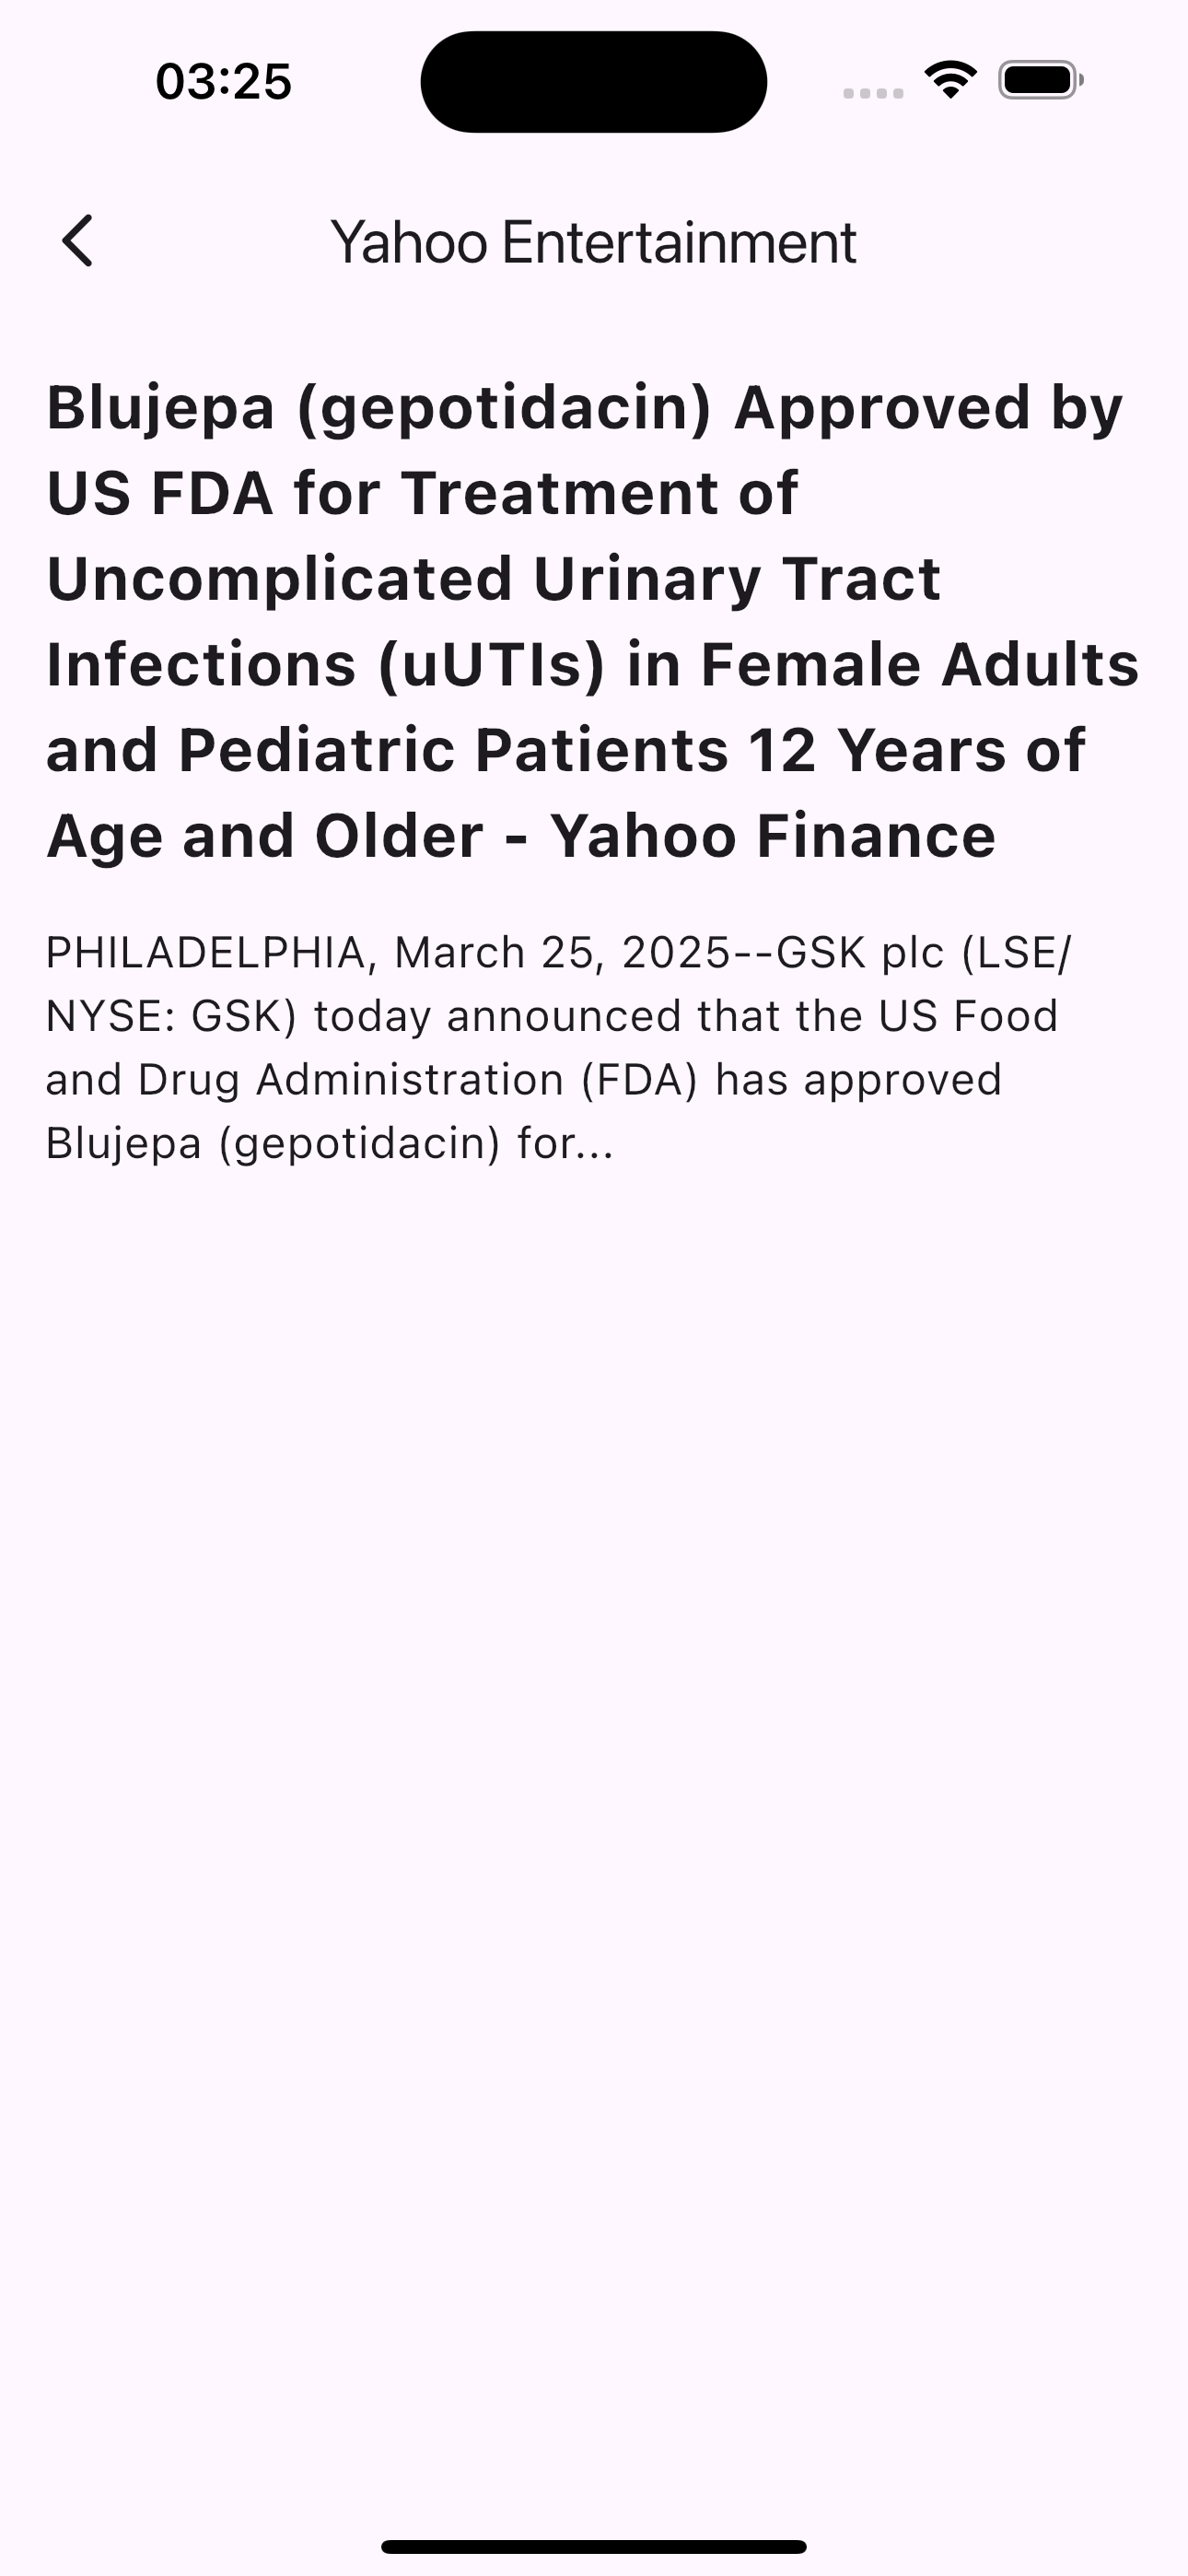 03:25
Yahoo Entertainment
Blujepa (gepotidacin) Approved by
US FDA for Treatment of
Uncomplicated Urinary Tract
Infections (uUTIs) in Female Adults
and Pediatric Patients 12 Years of
Age and Older - Yahoo Finance
PHILADELPHIA, March 25, 2025--GSK plc (LSE/
NYSE: GSK) today announced that the US Food
and Drug Administration (FDA) has approved
Blujepa (gepotidacin) for...